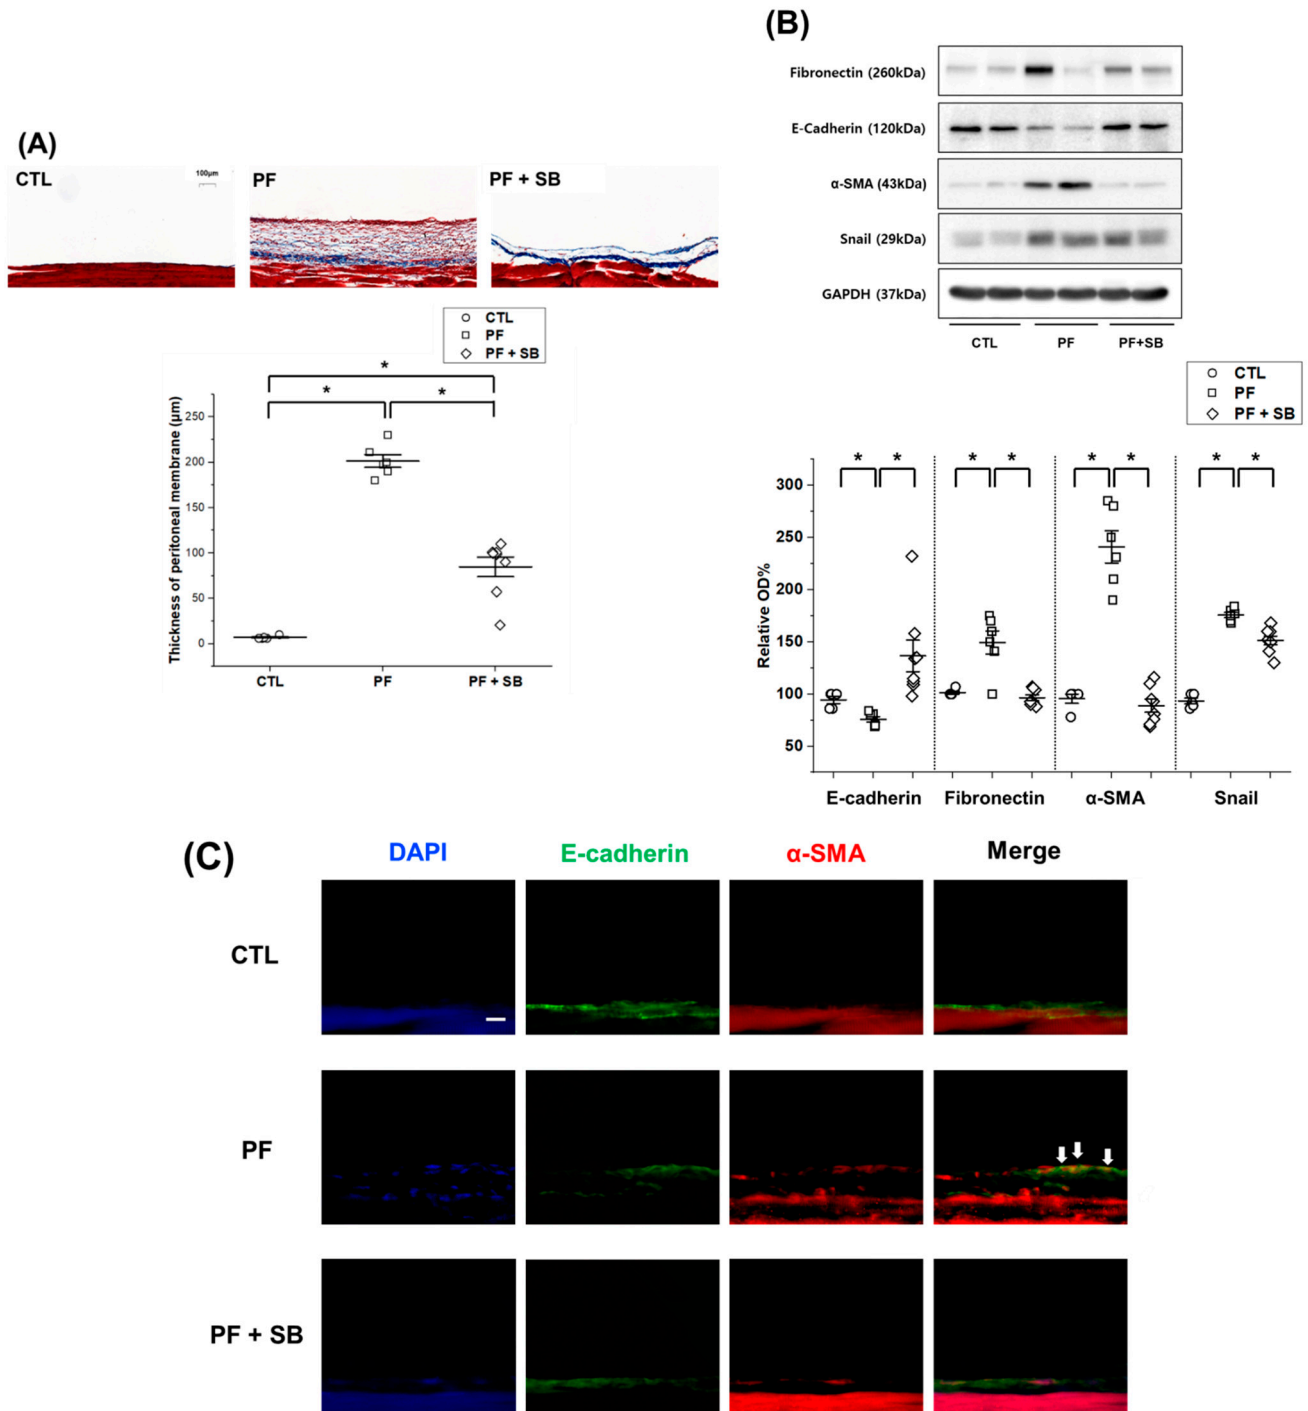 (A)
CTL
100μm
PF
PF + SB
CTL
PF
PF + SB
*
*
*
Thickness of peritoneal membrane (μm)
250
200
150
100
50
0
CTL
PF
PF + SB
(B)
Fibronectin (260kDa)
E-Cadherin (120kDa)
α-SMA (43kDa)
Snail (29kDa)
GAPDH (37kDa)
CTL
PF
PF+SB
CTL
PF
PF + SB
* * * * * * * *
Relative OD%
300
250
200
150
100
50
E-cadherin
Fibronectin
α-SMA
Snail
(C)
DAPI
E-cadherin
α-SMA
Merge
CTL
PF
PF + SB